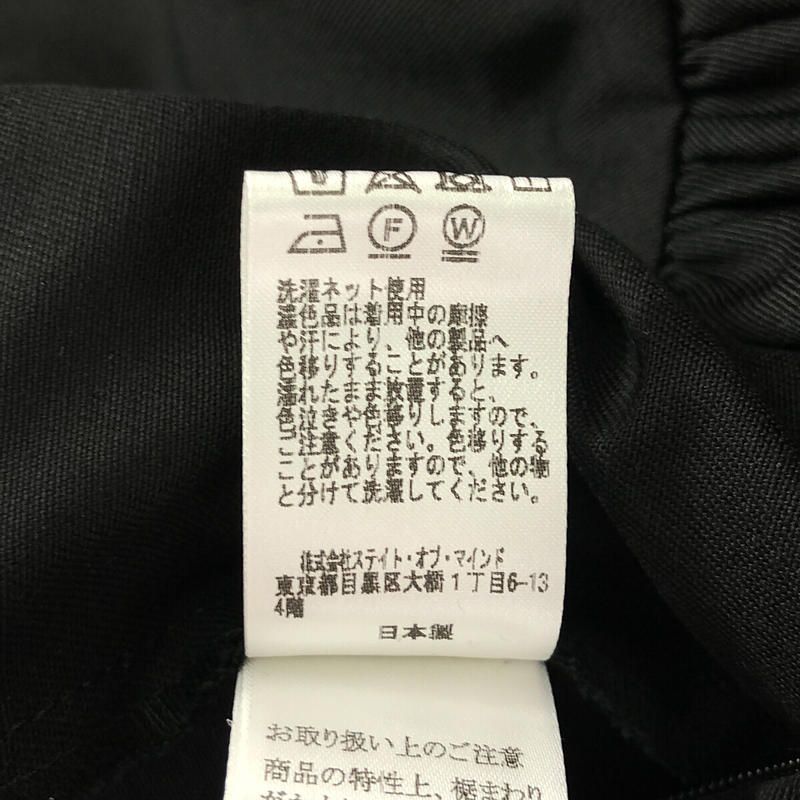 F W
洗濯ネット使用
濃色品は着用中の摩擦
や汗により、他の製品へ
色移りすることがあります。
濡れたまま放置すると、
色泣きや色移りしますので、
ご注意ください。色移りする
ことがありますので、他の物
と分けて洗濯してください。
株式会社ステイト・オブ・マインド
東京都目黒区大橋1丁目6-13
4階
日本製
お取り扱い上のご注意
商品の特性上、裾まわり